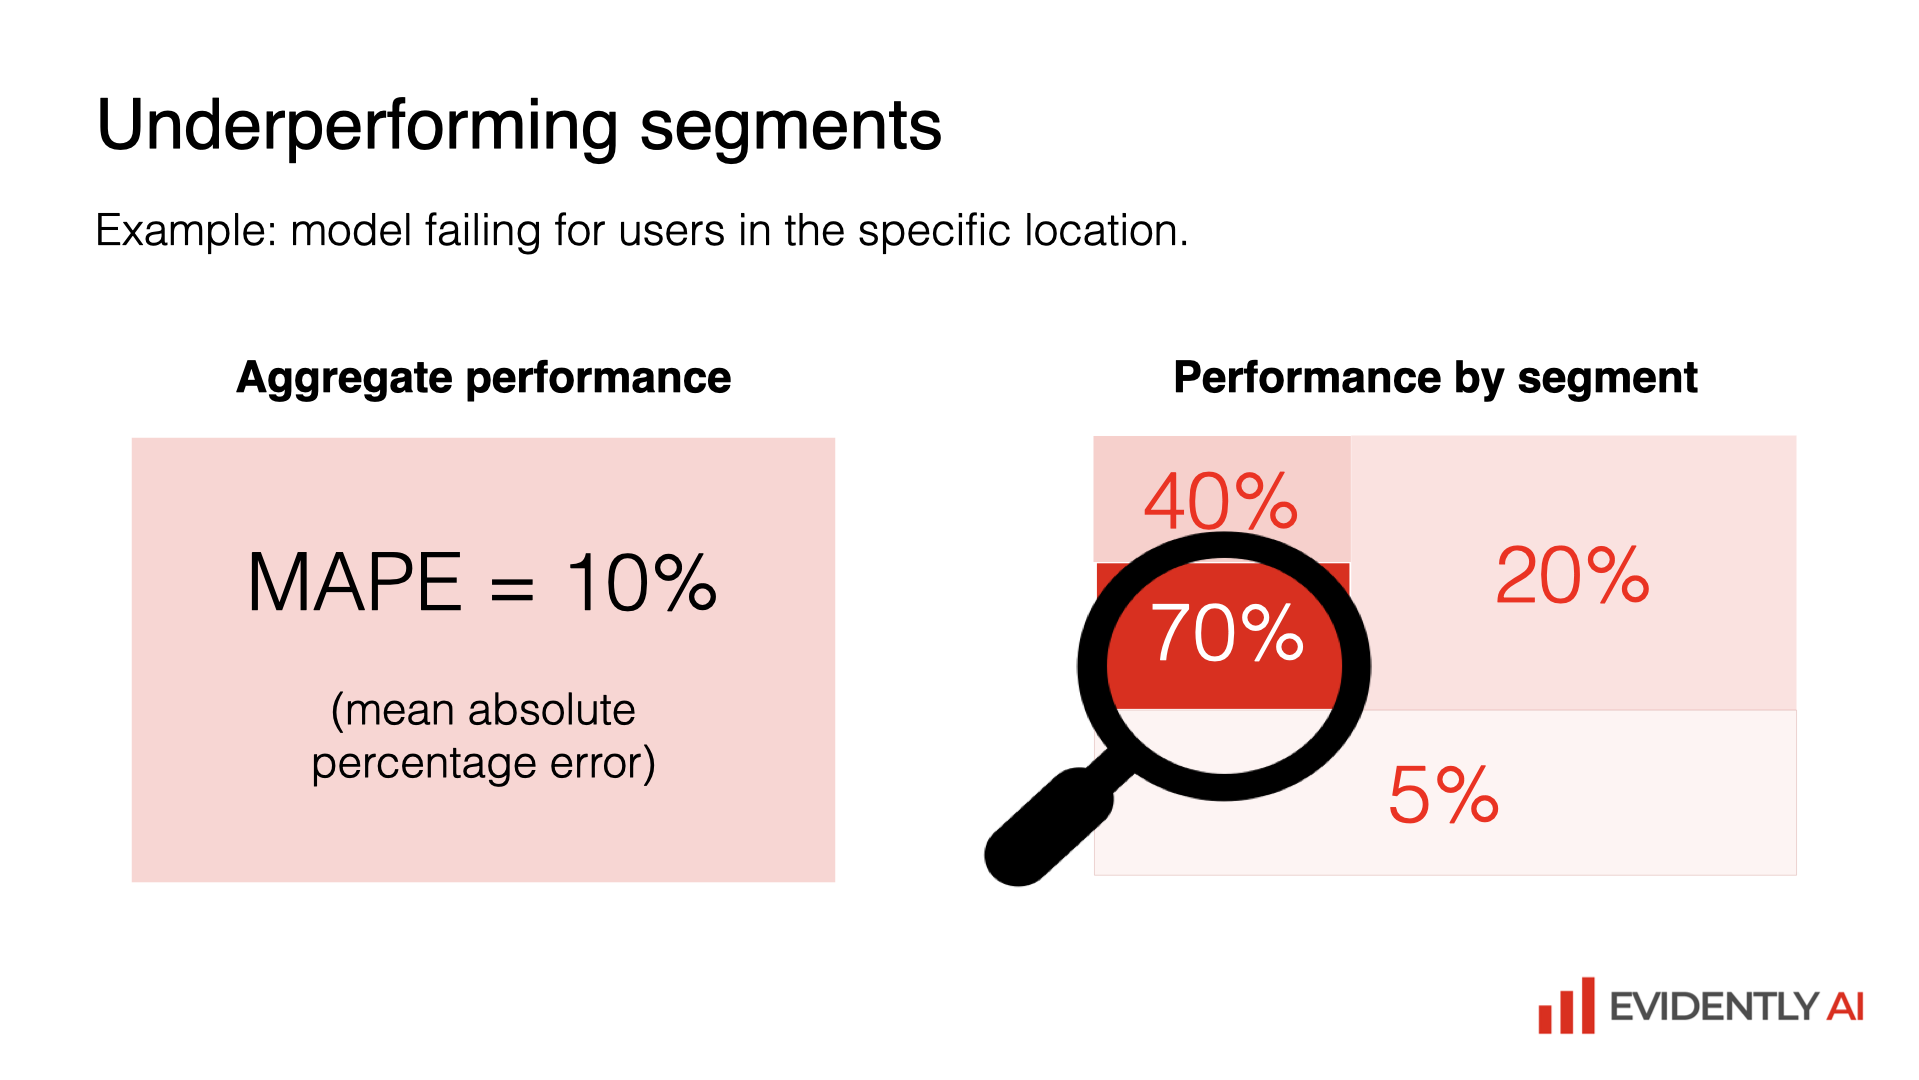 Underperforming segments
Example: model failing for users in the specific location.
Aggregate performance
MAPE = 10%
(mean absolute
percentage error)
Performance by segment
40%
70%
20%
5%
EVIDENTLY AI